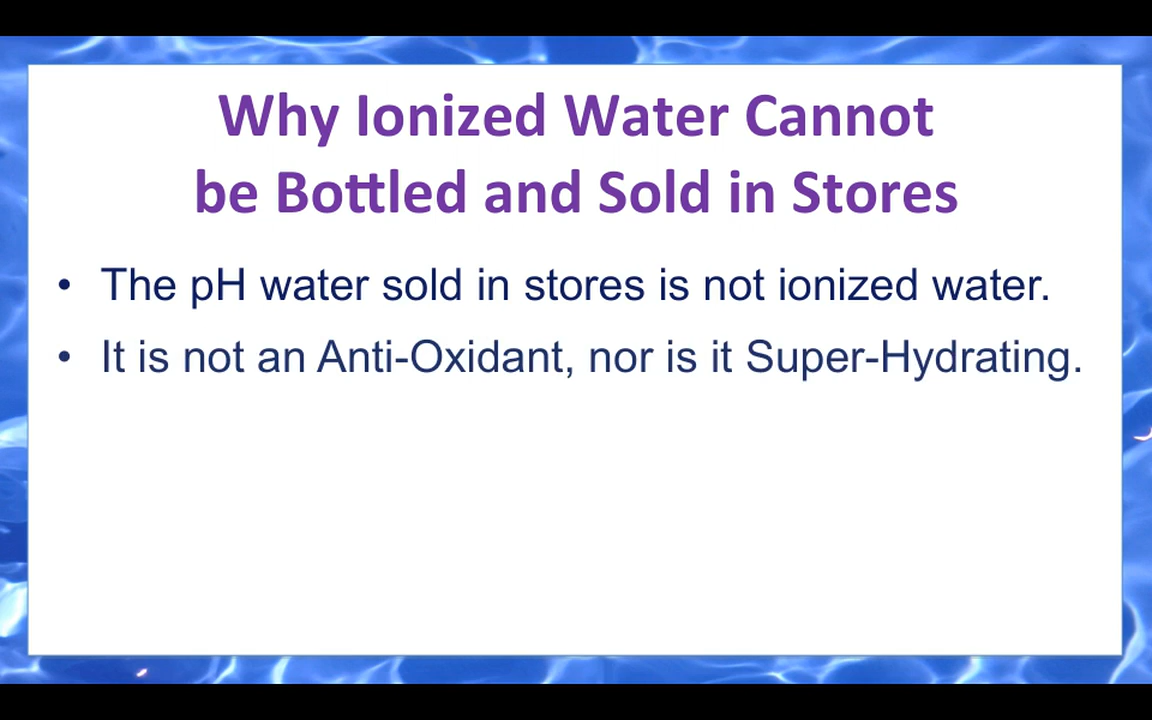 Why Ionized Water Cannot
be Bottled and Sold in Stores
• The pH water sold in stores is not ionized water.
• It is not an Anti-Oxidant, nor is it Super-Hydrating.